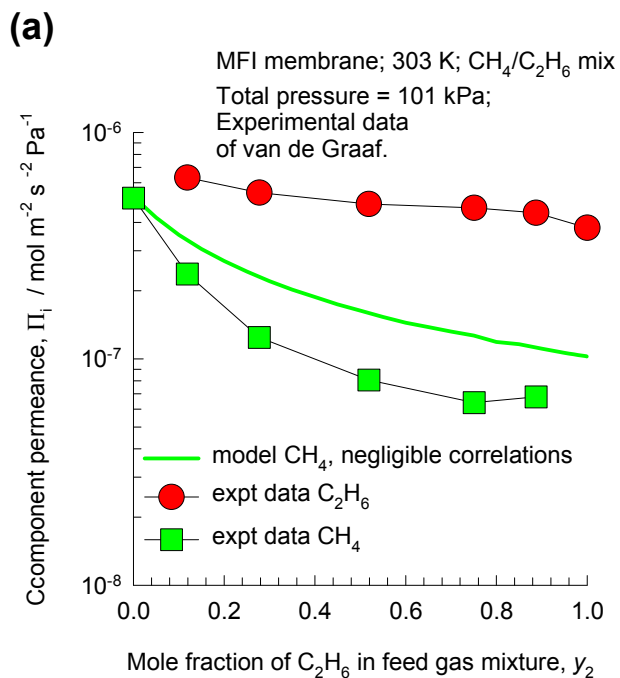 (a)
MFI membrane; 303 K; CH₄/C₂H₆ mix
Total pressure = 101 kPa;
Experimental data
of van de Graaf.
10⁻⁶
10⁻⁷
10⁻⁸
Ccomponent permeance, Πᵢ / mol m⁻² s⁻² Pa⁻¹
model CH₄, negligible correlations
expt data C₂H₆
expt data CH₄
0.0 0.2 0.4 0.6 0.8 1.0
Mole fraction of C₂H₆ in feed gas mixture, y₂